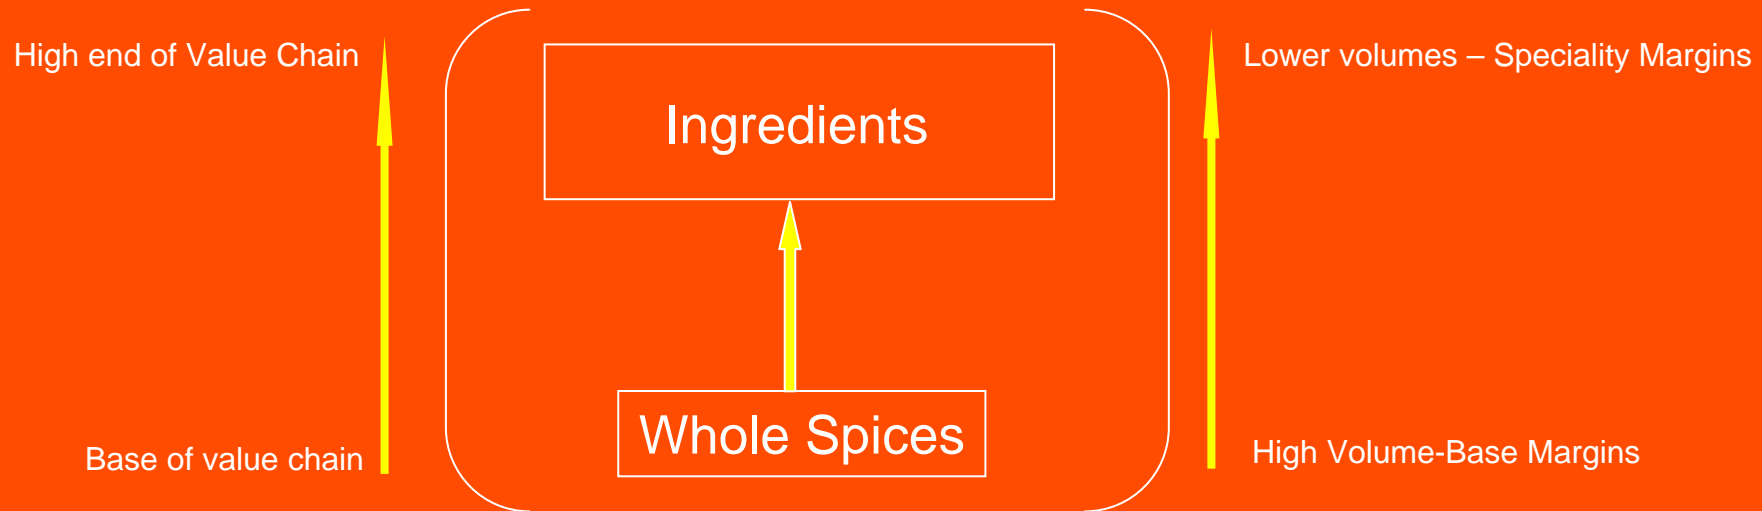 High end of Value Chain
Lower volumes – Speciality Margins
Ingredients
Whole Spices
Base of value chain
High Volume-Base Margins